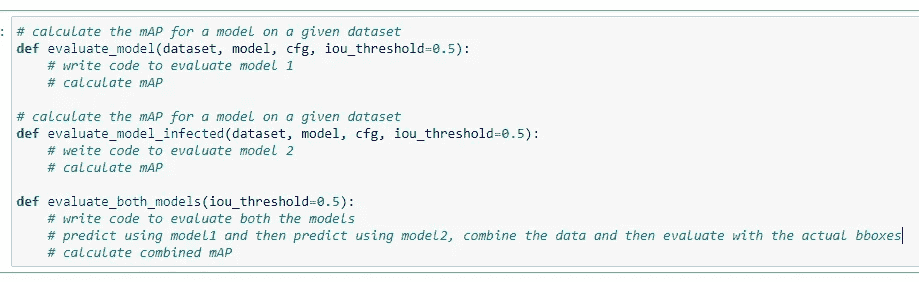 : # calculate the mAP for a model on a given dataset
def evaluate_model(dataset, model, cfg, iou_threshold=0.5):
# write code to evaluate model 1
# calculate mAP
# calculate the mAP for a model on a given dataset
def evaluate_model_infected(dataset, model, cfg, iou_threshold=0.5):
# weite code to evaluate model 2
# calculate mAP
def evaluate_both_models(iou_threshold=0.5):
# write code to evaluate both the models
# predict using model1 and then predict using model2, combine the data and then evaluate with the actual bboxes
# calculate combined mAP